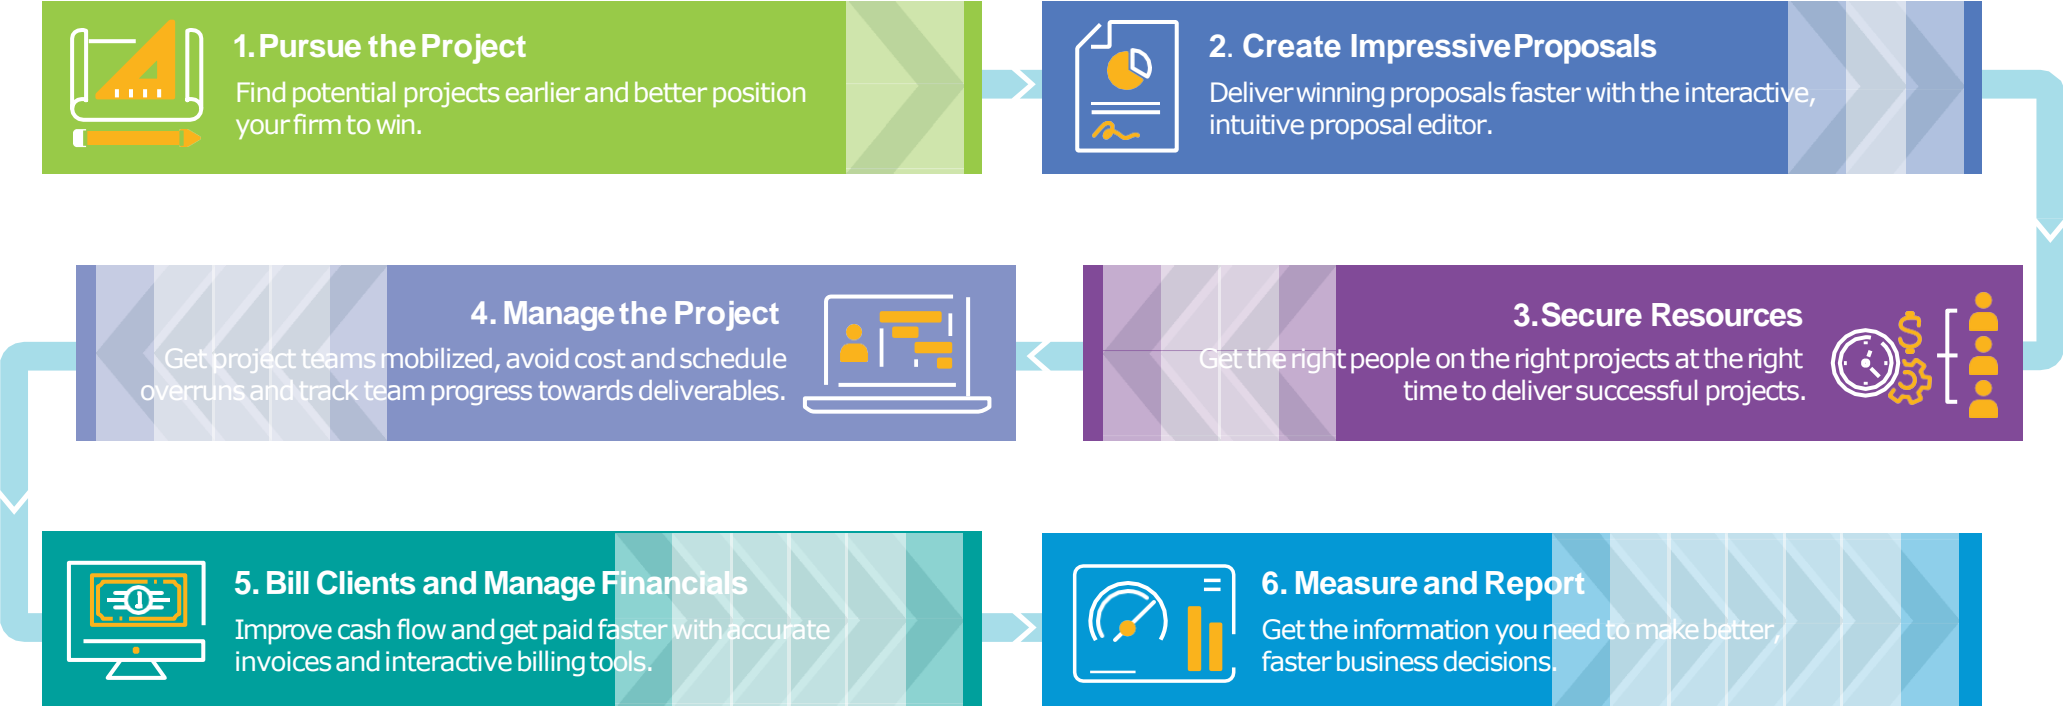 1. Pursue the Project
Find potential projects earlier and better position
your firm to win.
2. Create Impressive Proposals
Deliver winning proposals faster with the interactive,
intuitive proposal editor.
3. Secure Resources
Get the right people on the right projects at the right
time to deliver successful projects.
4. Manage the Project
Get project teams mobilized, avoid cost and schedule
overruns and track team progress towards deliverables.
5. Bill Clients and Manage Financials
Improve cash flow and get paid faster with accurate
invoices and interactive billing tools.
6. Measure and Report
Get the information you need to make better,
faster business decisions.